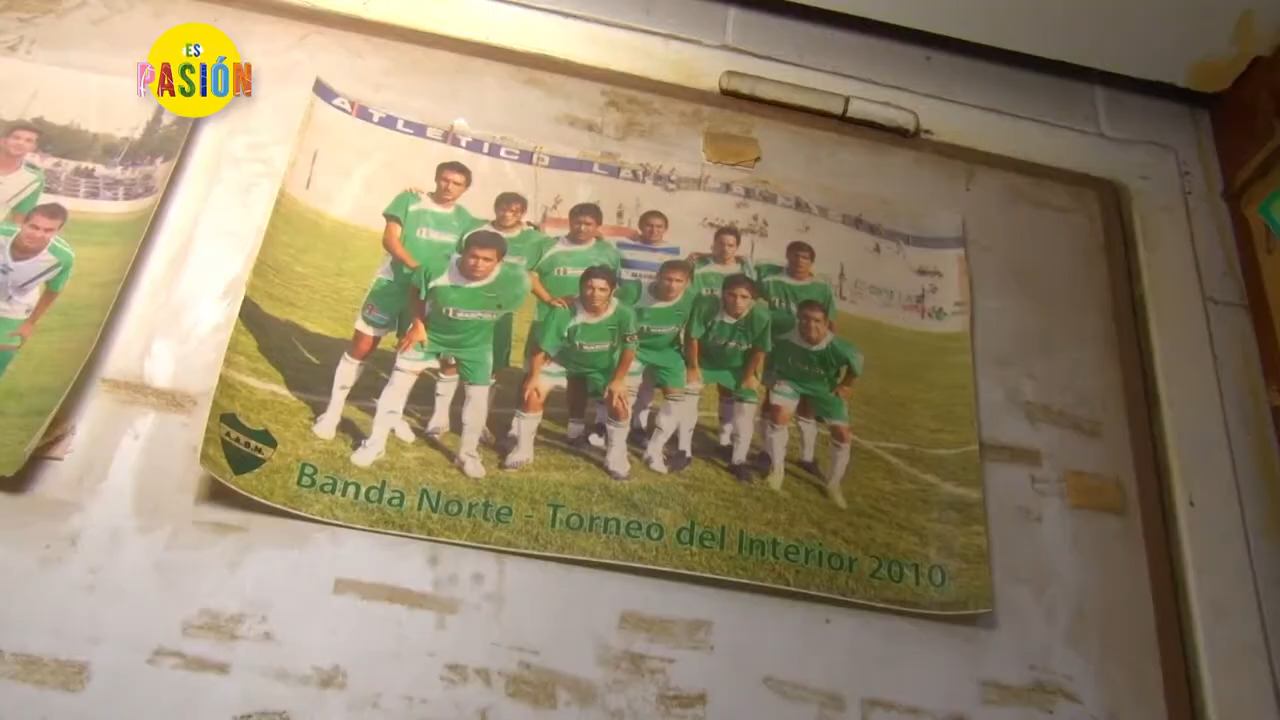 ES
PASIÓN
ATLETICO
A.A.B.N.
Banda Norte - Torneo del Interior 2010